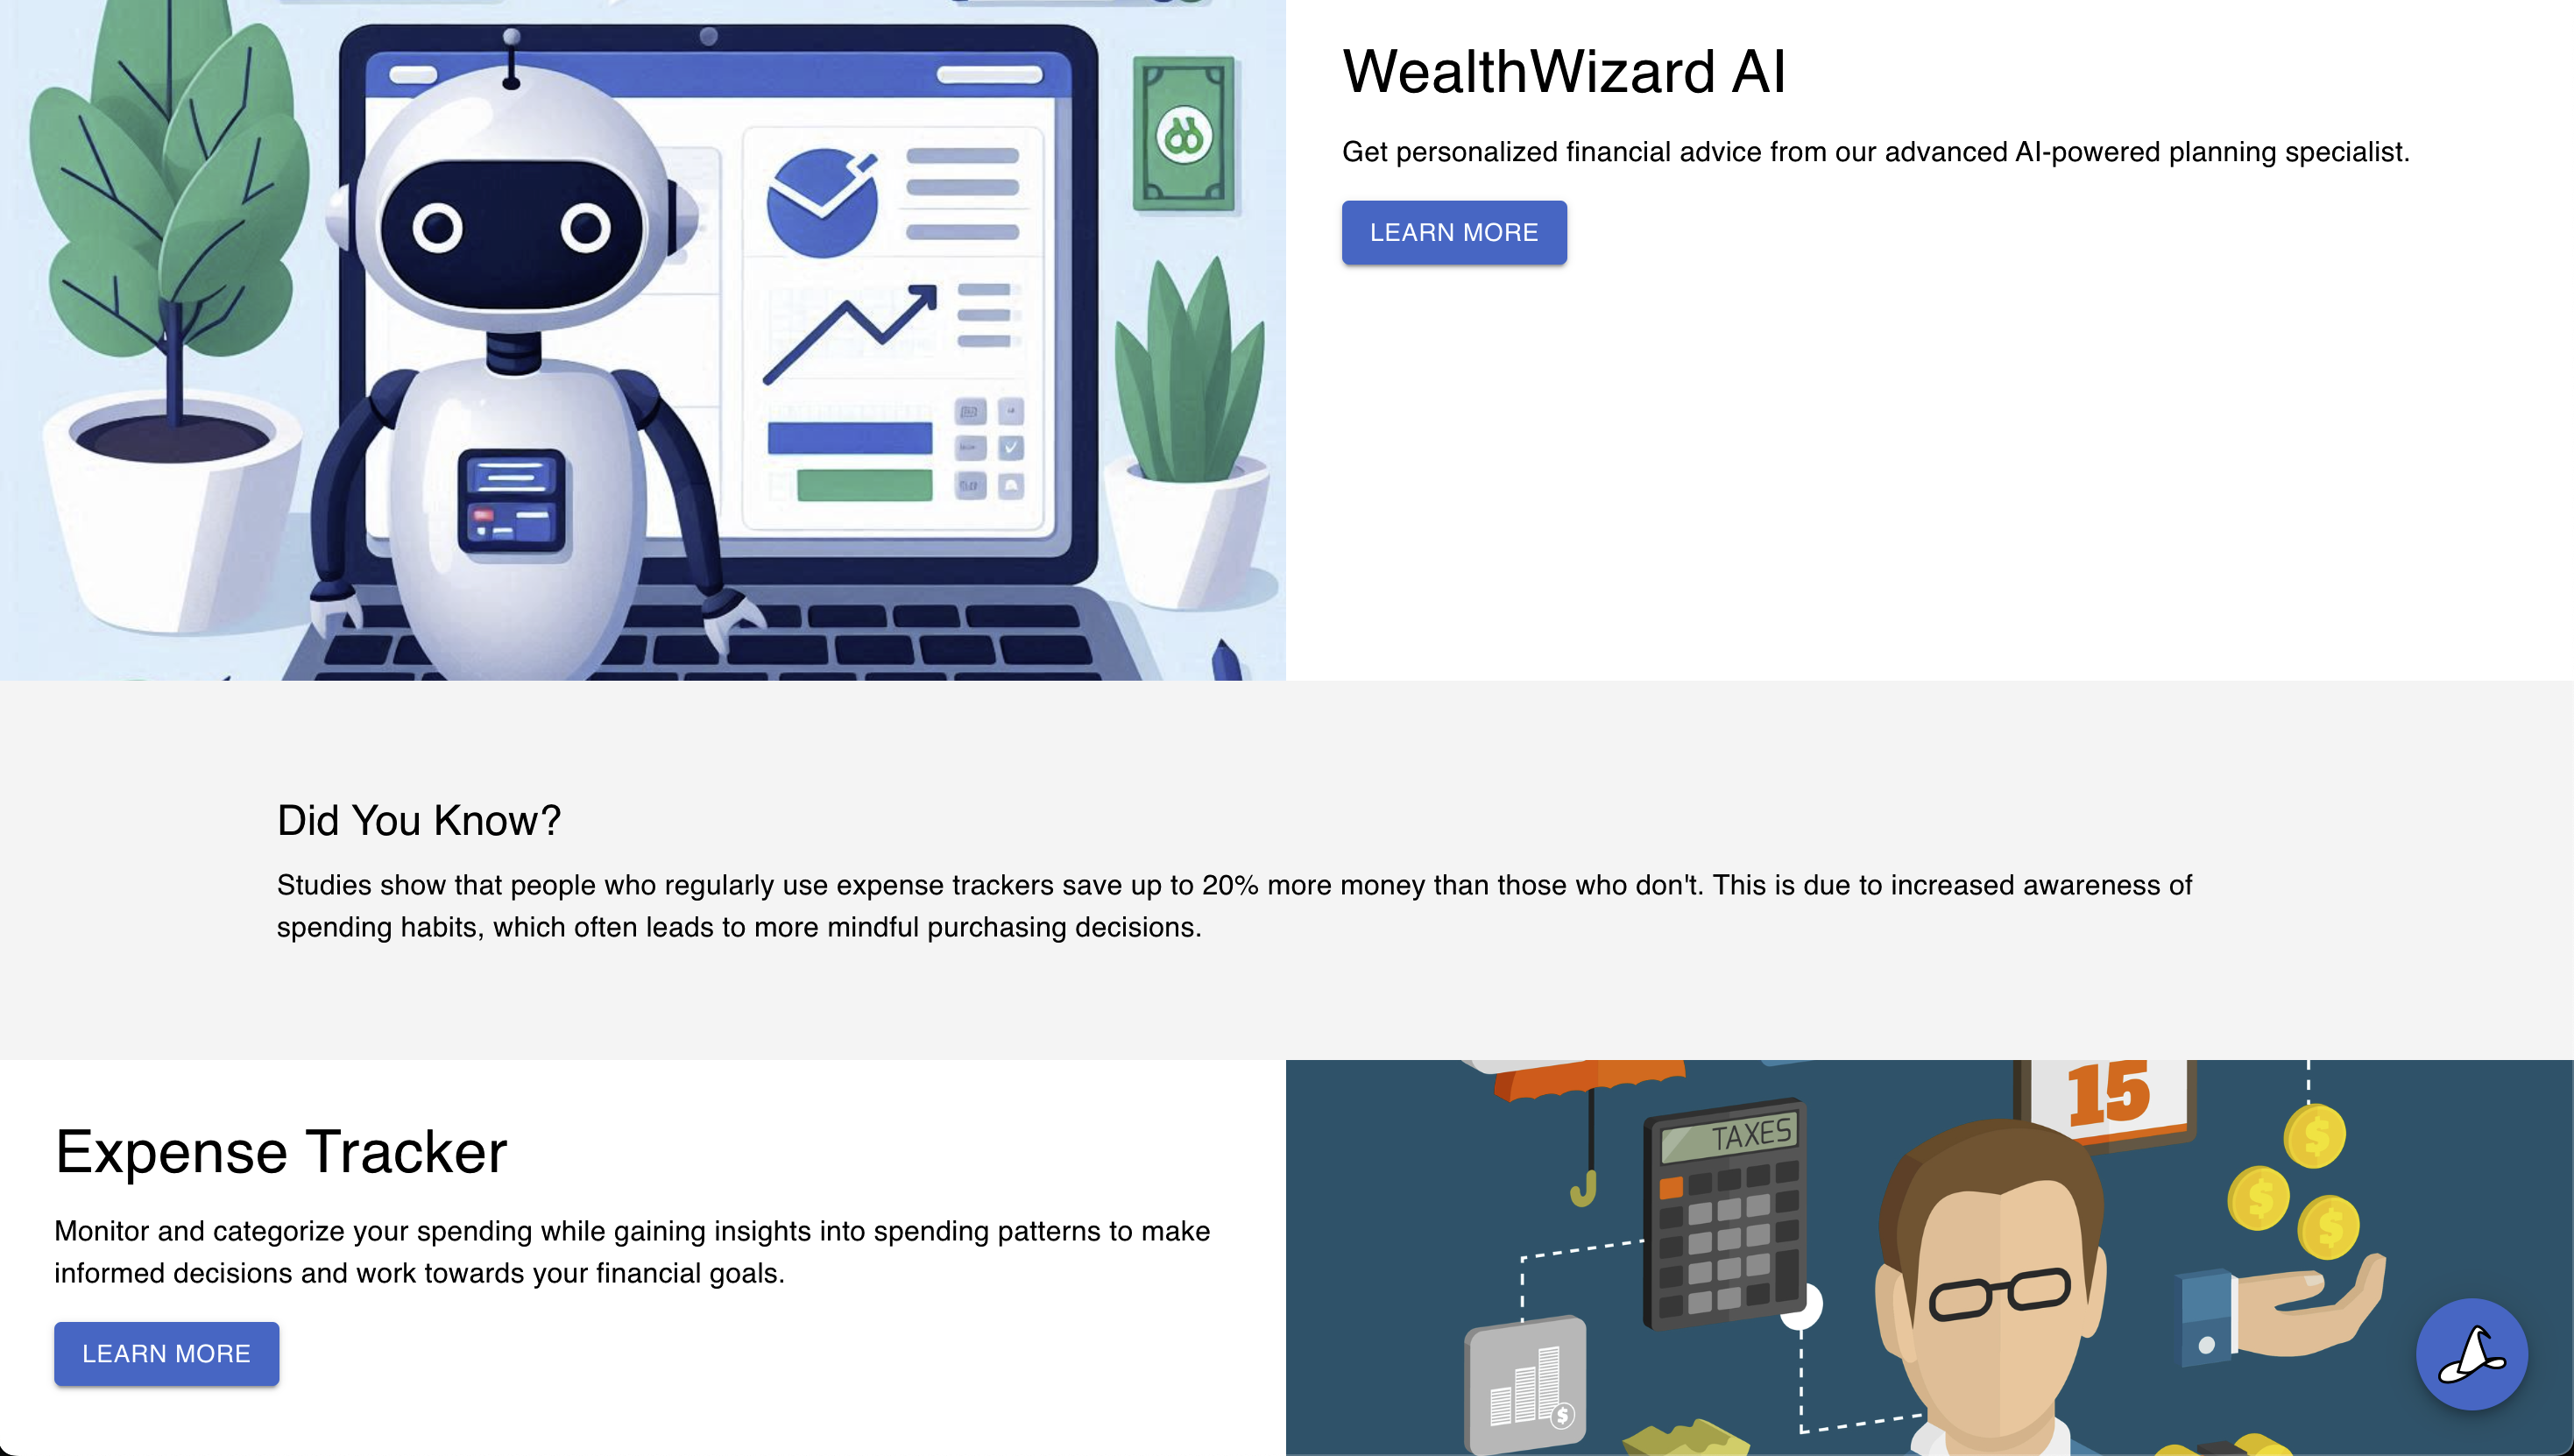 WealthWizard AI
Get personalized financial advice from our advanced AI-powered planning specialist.
LEARN MORE
Did You Know?
Studies show that people who regularly use expense trackers save up to 20% more money than those who don't. This is due to increased awareness of
spending habits, which often leads to more mindful purchasing decisions.
Expense Tracker
Monitor and categorize your spending while gaining insights into spending patterns to make
informed decisions and work towards your financial goals.
LEARN MORE
15
TAXES
$
$
$
$